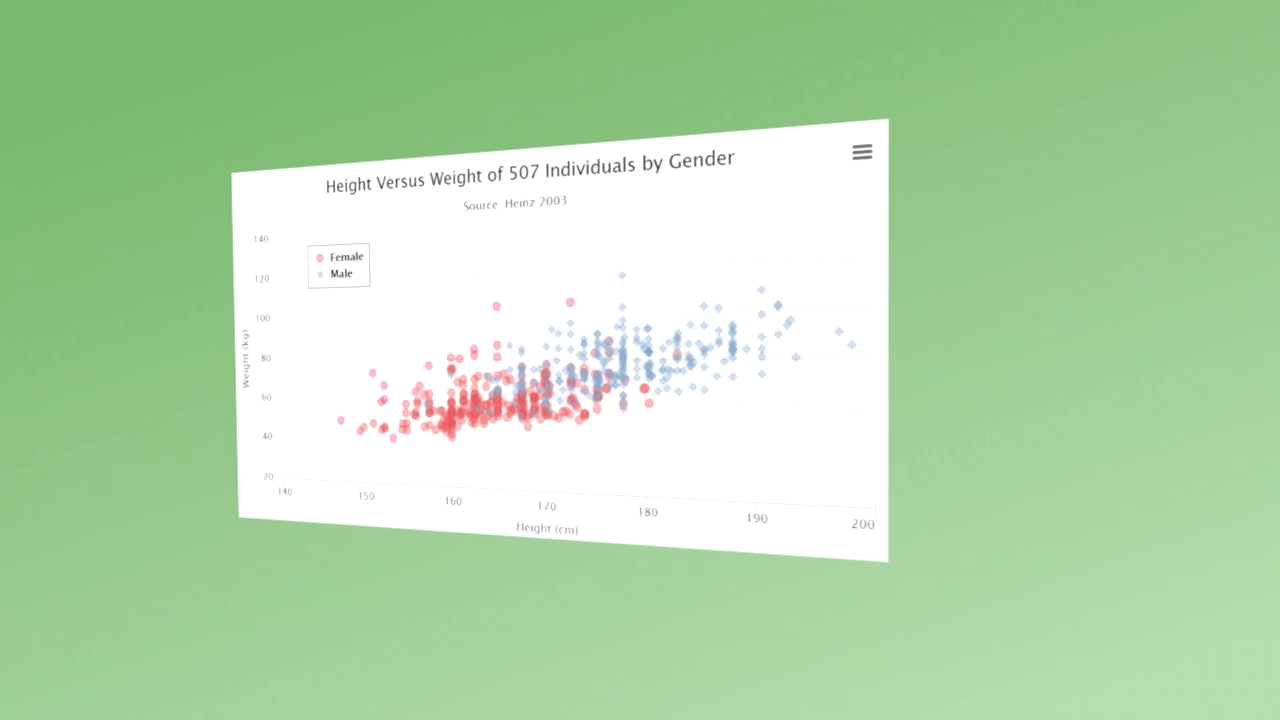 Height Versus Weight of 507 Individuals by Gender
Source Heinz 2003
Female
Male
140
120
100
80
60
40
20
Weight (kg)
140 150 160 170 180 190 200
Height (cm)